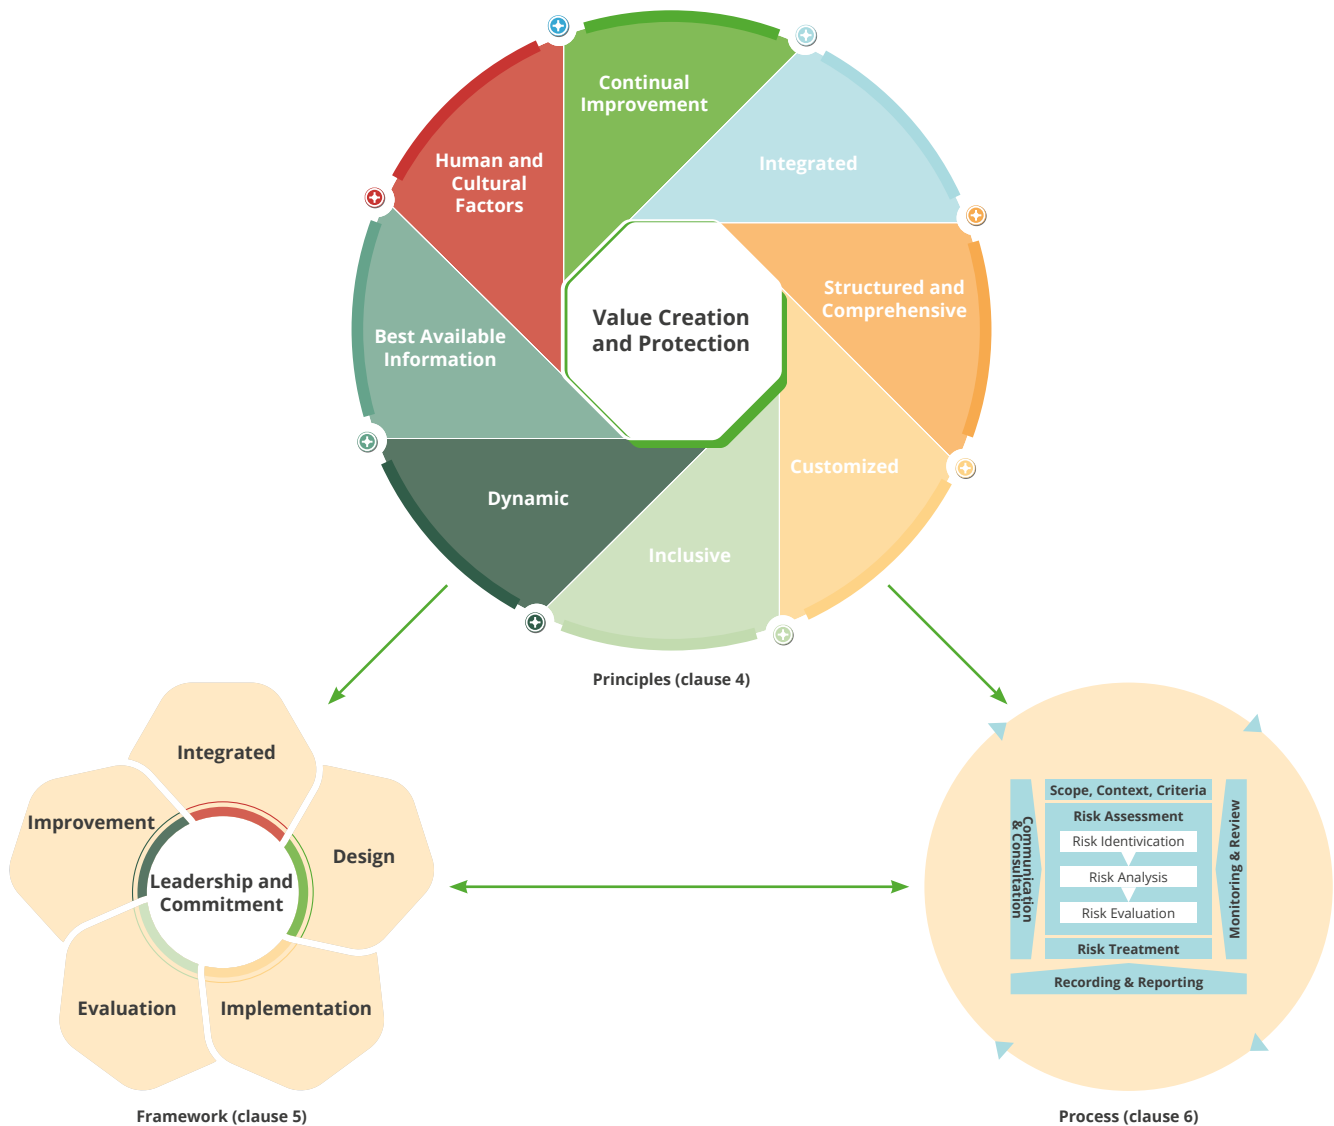 Continual
Improvement
Integrated
Human and
Cultural
Factors
Structured and
Comprehensive
Value Creation
and Protection
Best Available
Information
Customized
Dynamic
Inclusive
Principles (clause 4)
Integrated
Improvement
Design
Leadership and
Commitment
Evaluation
Implementation
Framework (clause 5)
Scope, Context, Criteria
Risk Assessment
Risk Identivication
Risk Analysis
Risk Evaluation
Risk Treatment
Communication
& Consultation
Monitoring & Review
Recording & Reporting
Process (clause 6)